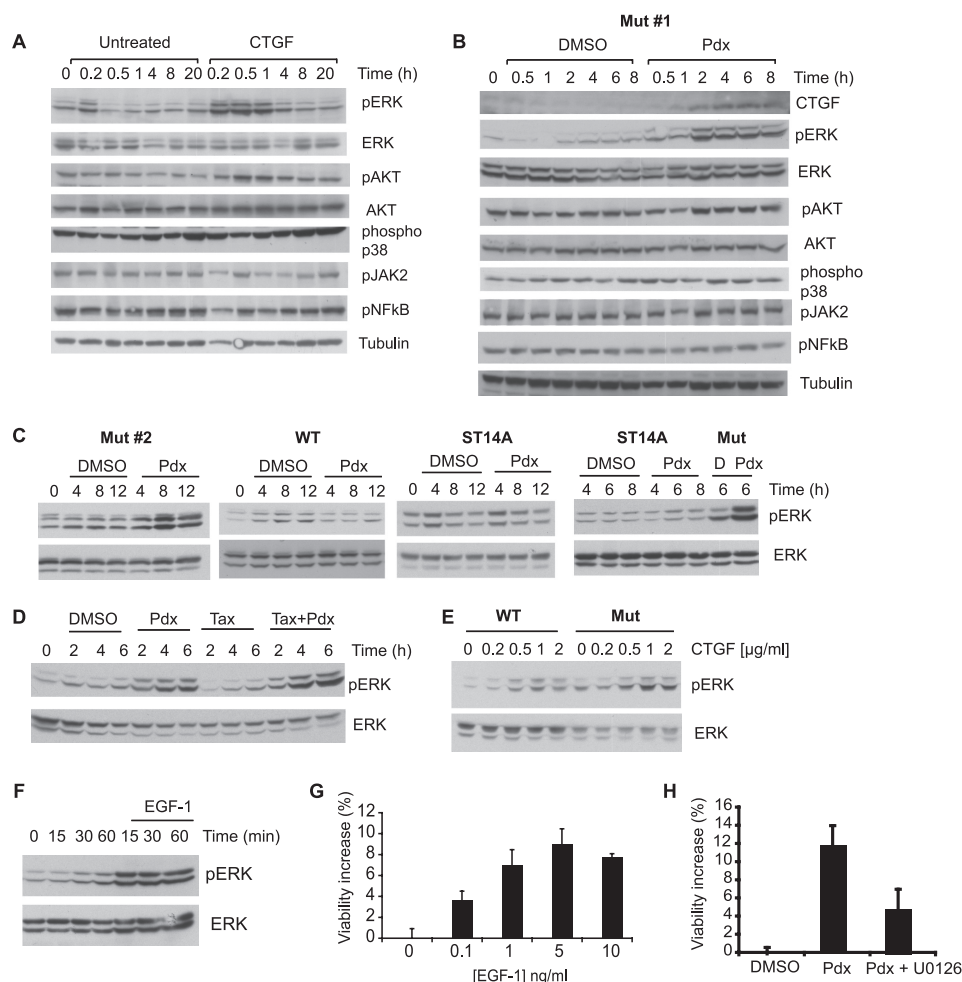 A
Untreated CTGF
0 0.2 0.5 1 4 8 20 0.2 0.5 1 4 8 20 Time (h)
pERK
ERK
pAKT
AKT
phospho
p38
pJAK2
pNFkB
Tubulin
Mut #1
B
DMSO Pdx
0 0.5 1 2 4 6 8 0.5 1 2 4 6 8 Time (h)
CTGF
pERK
ERK
pAKT
AKT
phospho
p38
pJAK2
pNFkB
Tubulin
C
Mut #2 WT ST14A ST14A Mut
DMSO Pdx DMSO Pdx DMSO Pdx DMSO Pdx D Pdx
0 4 8 12 4 8 12 0 4 8 12 4 8 12 0 4 8 12 4 8 12 4 6 8 4 6 8 6 6 Time (h)
pERK
ERK
D
DMSO Pdx Tax Tax+Pdx
0 2 4 6 2 4 6 2 4 6 2 4 6 Time (h)
pERK
ERK
E
WT Mut
0 0.2 0.5 1 2 0 0.2 0.5 1 2 CTGF [µg/ml]
pERK
ERK
F
EGF-1
0 15 30 60 15 30 60 Time (min)
pERK
ERK
G
Viability increase (%)
12
10
8
6
4
2
0
0 0.1 1 5 10
[EGF-1] ng/ml
H
Viability increase (%)
16
14
12
10
8
6
4
2
0
DMSO Pdx Pdx + U0126